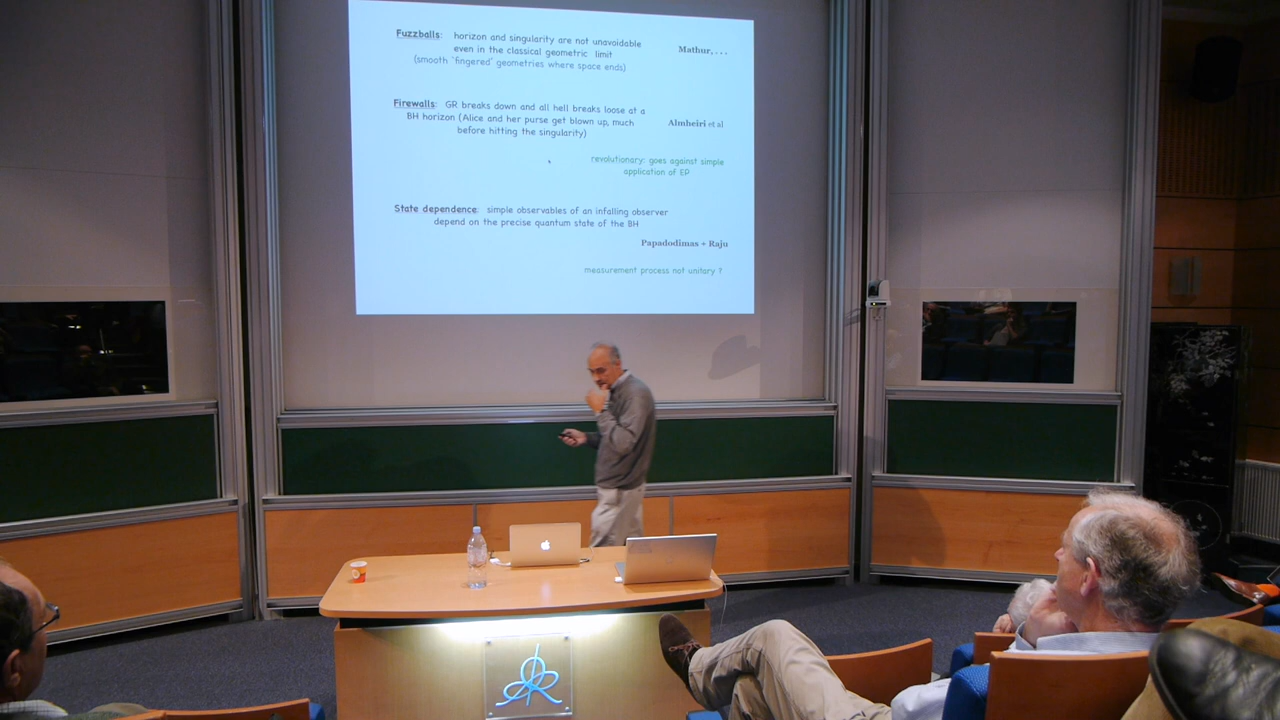 Fuzzballs: horizon and singularity are not unavoidable
even in the classical geometric limit
Mathur, . . .
(smooth "fingered" geometries where space ends)
Firewalls: GR breaks down and all hell breaks loose at a
BH horizon (Alice and her purse get blown up, much
before hitting the singularity)
Almheiri et al
revolutionary: goes against simple
application of EP
State dependence: simple observables of an infalling observer
depend on the precise quantum state of the BH
Papadodimas + Raju
measurement process not unitary ?